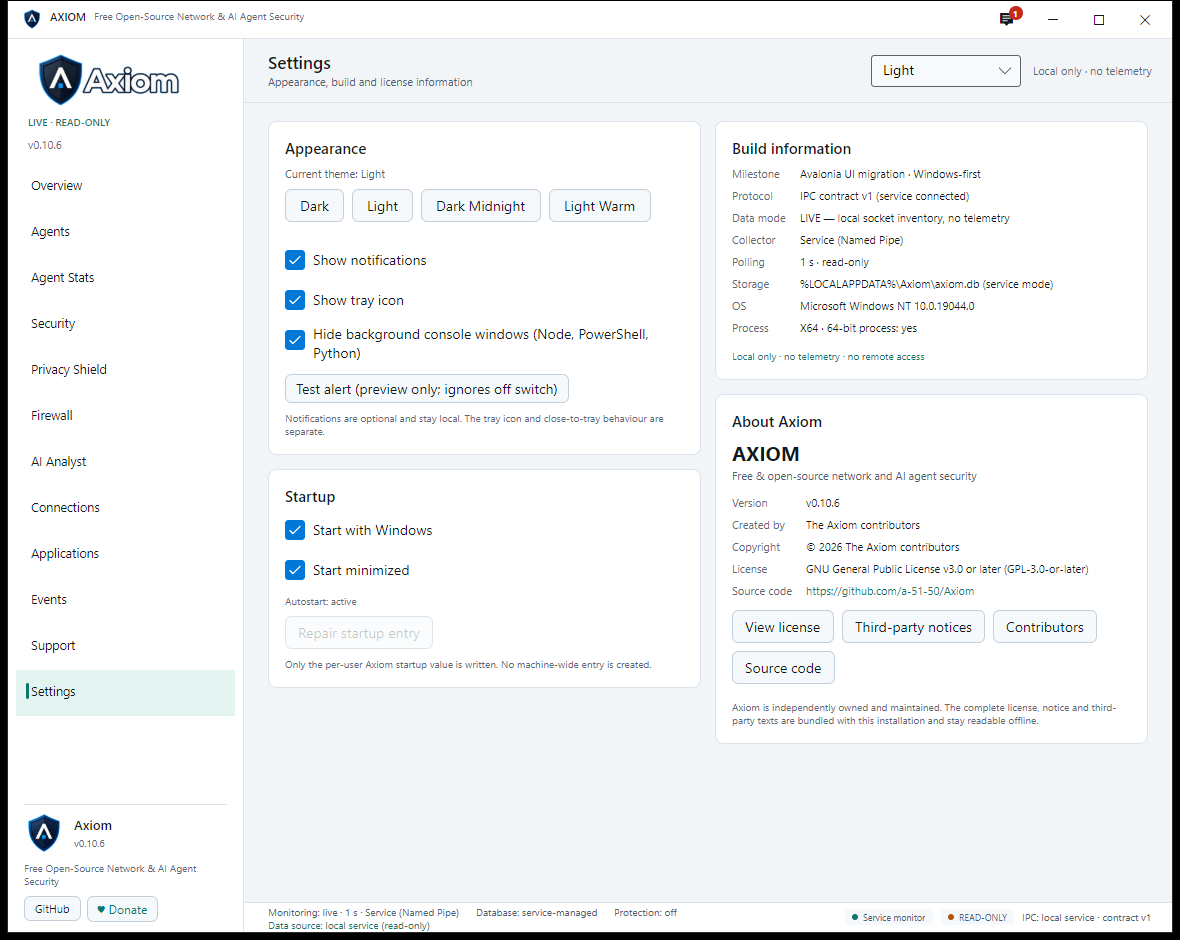 AXIOM Free Open-Source Network & AI Agent Security
1
Axiom
LIVE · READ-ONLY
v0.10.6
Overview
Agents
Agent Stats
Security
Privacy Shield
Firewall
AI Analyst
Connections
Applications
Events
Support
Settings
Axiom
v0.10.6
Free Open-Source Network & AI Agent
Security
GitHub
♥ Donate
Settings
Appearance, build and license information
Light
Local only · no telemetry
Appearance
Current theme: Light
Dark
Light
Dark Midnight
Light Warm
Show notifications
Show tray icon
Hide background console windows (Node, PowerShell,
Python)
Test alert (preview only; ignores off switch)
Notifications are optional and stay local. The tray icon and close-to-tray behaviour are
separate.
Startup
Start with Windows
Start minimized
Autostart: active
Repair startup entry
Only the per-user Axiom startup value is written. No machine-wide entry is created.
Build information
Milestone Avalonia UI migration · Windows-first
Protocol IPC contract v1 (service connected)
Data mode LIVE — local socket inventory, no telemetry
Collector Service (Named Pipe)
Polling 1 s · read-only
Storage %LOCALAPPDATA%\Axiom\axiom.db (service mode)
OS Microsoft Windows NT 10.0.19044.0
Process X64 · 64-bit process: yes
Local only · no telemetry · no remote access
About Axiom
AXIOM
Free & open-source network and AI agent security
Version v0.10.6
Created by The Axiom contributors
Copyright © 2026 The Axiom contributors
License GNU General Public License v3.0 or later (GPL-3.0-or-later)
Source code https://github.com/a-51-50/Axiom
View license
Third-party notices
Contributors
Source code
Axiom is independently owned and maintained. The complete license, notice and third-
party texts are bundled with this installation and stay readable offline.
Monitoring: live · 1 s · Service (Named Pipe) Database: service-managed Protection: off
Data source: local service (read-only)
Service monitor
READ-ONLY
IPC: local service · contract v1